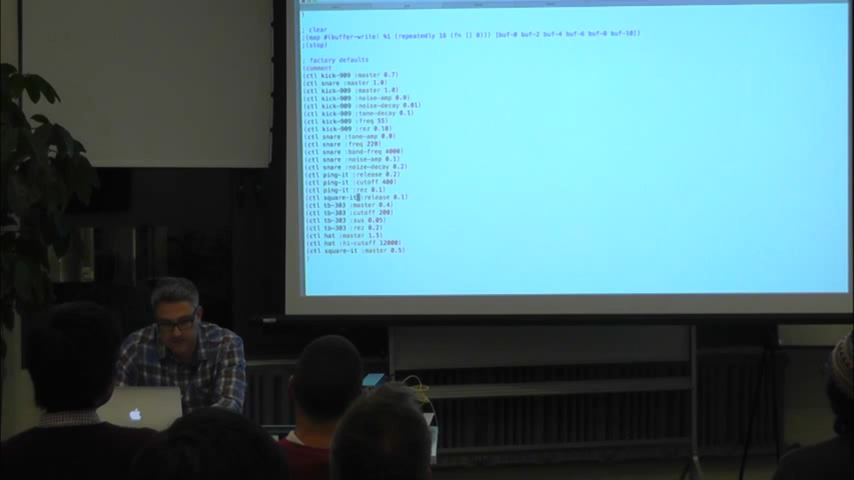 )
; clear
;(map #(buffer-write! %1 (repeatedly 16 (fn [] 0))) [buf-0 buf-2 buf-4 buf-6 buf-8 buf-10])
;(stop)
; factory defaults
(comment
(ctl kick-909 :master 0.7)
(ctl snare :master 1.0)
(ctl kick-909 :master 1.0)
(ctl kick-909 :noise-amp 0.0)
(ctl kick-909 :noise-decay 0.01)
(ctl kick-909 :tone-decay 0.1)
(ctl kick-909 :freq 55)
(ctl kick-909 :rez 0.10)
(ctl snare :tone-amp 0.0)
(ctl snare :freq 220)
(ctl snare :band-freq 4000)
(ctl snare :noise-amp 0.1)
(ctl snare :noize-decay 0.2)
(ctl ping-it :release 0.2)
(ctl ping-it :cutoff 400)
(ctl ping-it :rez 0.1)
(ctl square-it :release 0.1)
(ctl tb-303 :master 0.4)
(ctl tb-303 :cutoff 200)
(ctl tb-303 :sus 0.05)
(ctl tb-303 :rez 0.2)
(ctl hat :master 1.5)
(ctl hat :hi-cutoff 12000)
(ctl square-it :master 0.5)
)